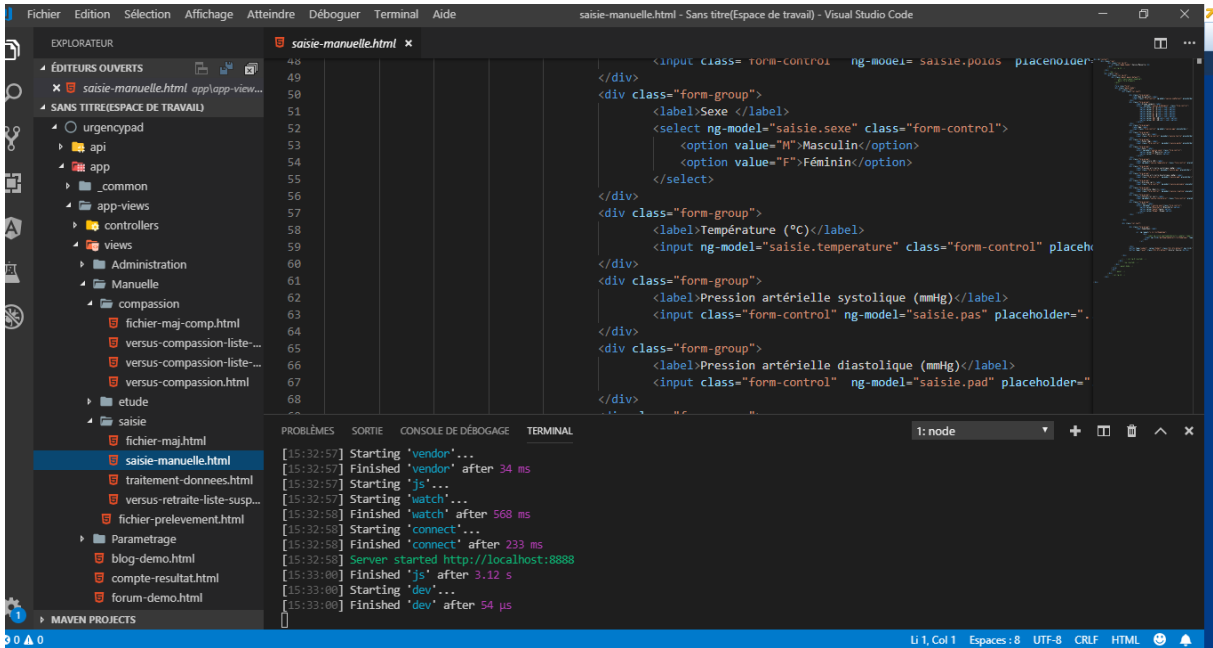 Fichier Edition Sélection Affichage Atteindre Déboguer Terminal Aide
saisie-manuelle.html - Sans titre(Espace de travail) - Visual Studio Code
EXPLORATEUR
ÉDITEURS OUVERTS
saisie-manuelle.html app\app-view...
SANS TITRE(ESPACE DE TRAVAIL)
urgencypad
api
app
_common
app-views
controllers
views
Administration
Manuelle
compassion
fichier-maj-comp.html
versus-compassion-liste-...
versus-compassion-liste-...
versus-compassion.html
etude
saisie
fichier-maj.html
saisie-manuelle.html
traitement-donnees.html
versus-retraite-liste-susp...
fichier-prelevement.html
Parametrage
blog-demo.html
compte-resultat.html
forum-demo.html
MAVEN PROJECTS
saisie-manuelle.html
48 <input class="form-control" ng-model="saisie.poids" placeholder=
49 </div>
50 <div class="form-group">
51 <label>Sexe </label>
52 <select ng-model="saisie.sexe" class="form-control">
53 <option value="M">Masculin</option>
54 <option value="F">Féminin</option>
55 </select>
56 </div>
57 <div class="form-group">
58 <label>Température (°C)</label>
59 <input ng-model="saisie.temperature" class="form-control" placeh
60 </div>
61 <div class="form-group">
62 <label>Pression artérielle systolique (mmHg)</label>
63 <input class="form-control" ng-model="saisie.pas" placeholder=".
64 </div>
65 <div class="form-group">
66 <label>Pression artérielle diastolique (mmHg)</label>
67 <input class="form-control" ng-model="saisie.pad" placeholder="
68 </div>
PROBLÈMES SORTIE CONSOLE DE DÉBOGAGE TERMINAL
1: node
[15:32:57] Starting 'vendor'...
[15:32:57] Finished 'vendor' after 34 ms
[15:32:57] Starting 'js'...
[15:32:57] Starting 'watch'...
[15:32:58] Finished 'watch' after 568 ms
[15:32:58] Starting 'connect'...
[15:32:58] Finished 'connect' after 233 ms
[15:32:58] Server started http://localhost:8888
[15:33:00] Finished 'js' after 3.12 s
[15:33:00] Starting 'dev'...
[15:33:00] Finished 'dev' after 54 μs
1
0 0
Li 1, Col 1 Espaces : 8 UTF-8 CRLF HTML